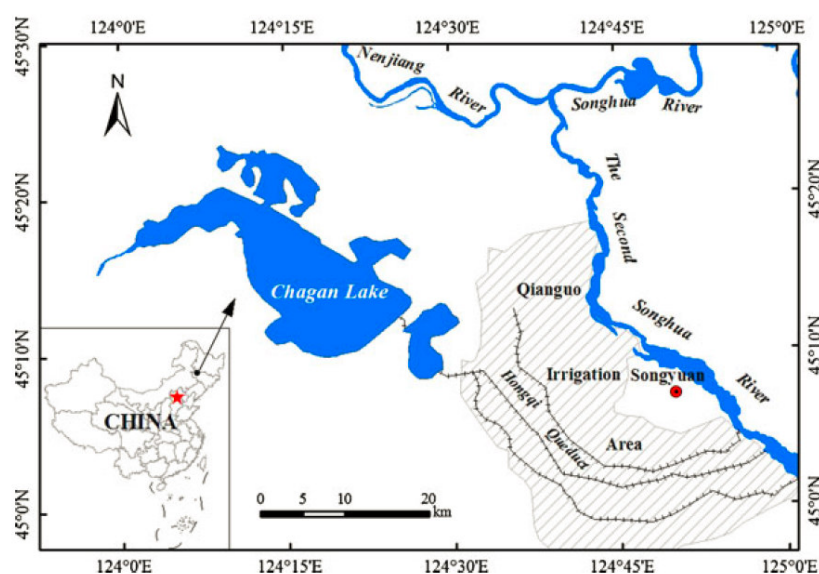 124°0'E 124°15'E 124°30'E 124°45'E 125°0'E
45°30'N
45°30'N
N
Nenjiang
River
Songhua
River
45°20'N
45°20'N
The
Second
Songhua
River
Chagan Lake
Qianguo
Irrigation
Area
Songyuan
45°10'N
45°10'N
Hongqi
Queduct
CHINA
0 5 10 20
km
45°0'N
45°0'N
124°0'E 124°15'E 124°30'E 124°45'E 125°0'E